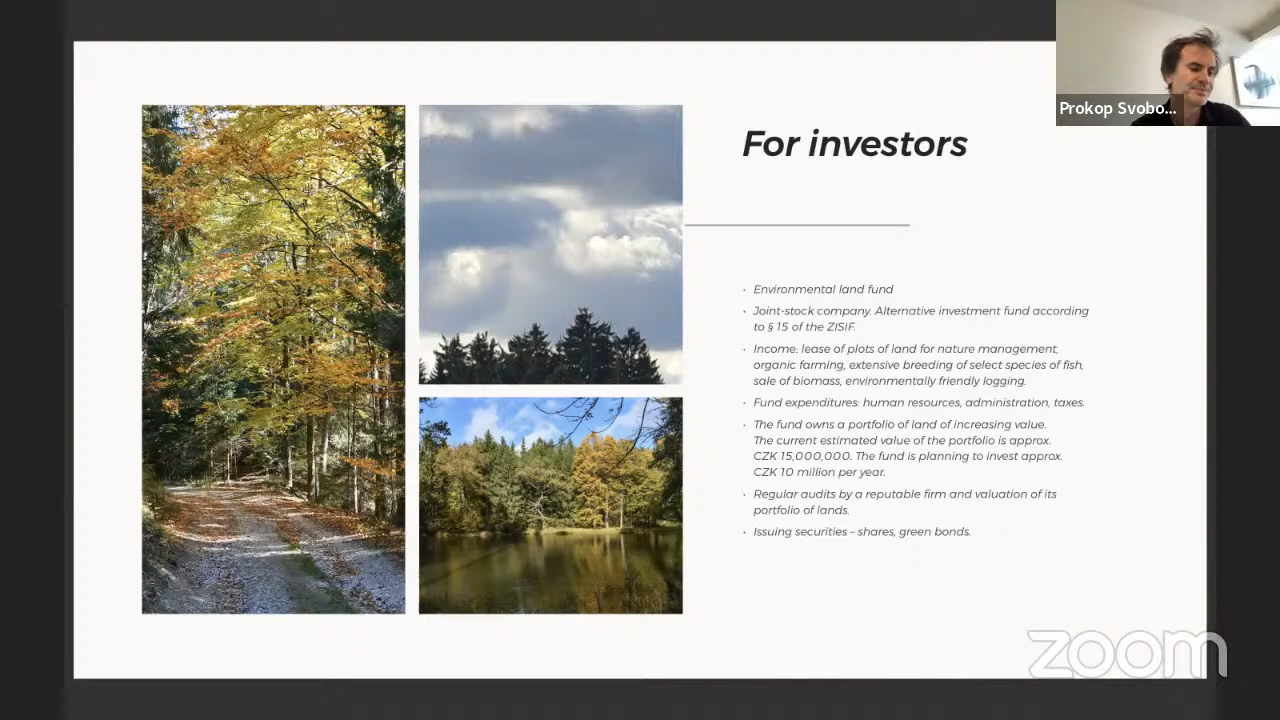 Prokop Svobo...
For investors
· Environmental land fund
· Joint-stock company. Alternative investment fund according
to § 15 of the ZISIF.
· Income: lease of plots of land for nature management,
organic farming, extensive breeding of select species of fish,
sale of biomass, environmentally friendly logging.
· Fund expenditures: human resources, administration, taxes.
· The fund owns a portfolio of land of increasing value.
The current estimated value of the portfolio is approx.
CZK 15,000,000. The fund is planning to invest approx.
CZK 10 million per year.
· Regular audits by a reputable firm and valuation of its
portfolio of lands.
· Issuing securities – shares, green bonds.
zoom